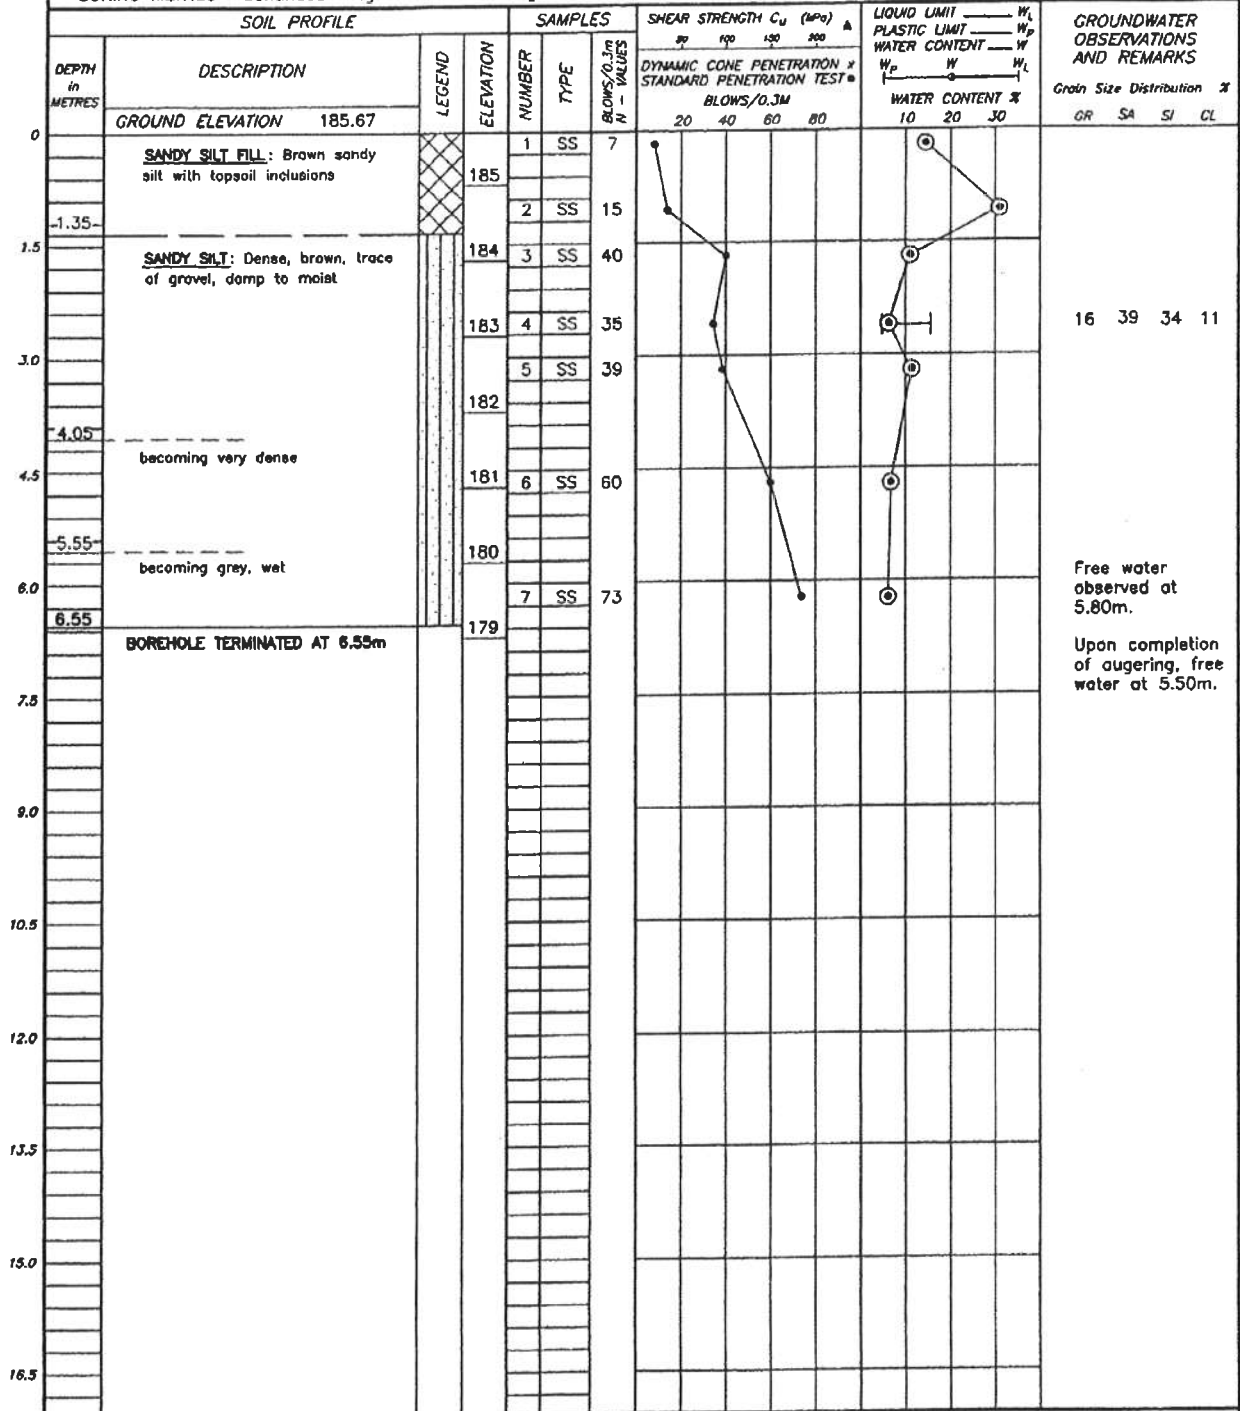 SOIL PROFILE
SAMPLES
SHEAR STRENGTH Cu (kPa) ▲
50 100 150 200
DYNAMIC CONE PENETRATION x
STANDARD PENETRATION TEST ●
BLOWS/0.3M
20 40 60 80
LIQUID LIMIT WL
PLASTIC LIMIT Wp
WATER CONTENT W
Wp W WL
WATER CONTENT %
10 20 30
GROUNDWATER
OBSERVATIONS
AND REMARKS
Grain Size Distribution %
GR SA SI CL
DEPTH
in
METRES
DESCRIPTION
LEGEND
ELEVATION
NUMBER
TYPE
BLOWS/0.3m
N - VALUES
GROUND ELEVATION 185.67
0
SANDY SILT FILL: Brown sandy
silt with topsoil inclusions
1 SS 7
185
2 SS 15
1.35
1.5
SANDY SILT: Dense, brown, trace
of gravel, damp to moist
184
3 SS 40
183
4 SS 35
16 39 34 11
3.0
5 SS 39
182
4.05
becoming very dense
4.5
181
6 SS 60
5.55
180
becoming grey, wet
6.0
7 SS 73
Free water
observed at
5.80m.
6.55
179
BOREHOLE TERMINATED AT 6.55m
Upon completion
of augering, free
water at 5.50m.
7.5
9.0
10.5
12.0
13.5
15.0
16.5